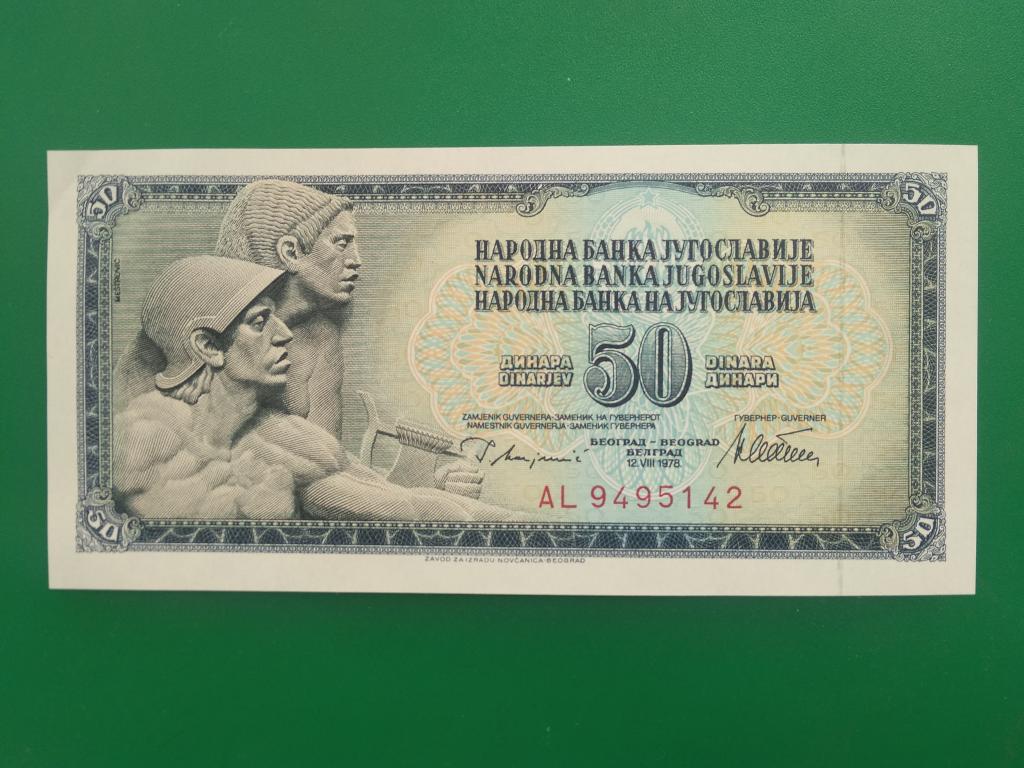 50
50
MEŠTROVIĆ
НАРОДНА БАНКА ЈУГОСЛАВИЈЕ
NARODNA BANKA JUGOSLAVIJE
НАРОДНА БАНКА НА ЈУГОСЛАВИЈА
ДИНАРА 50 DINARA
DINARJEV ДИНАРИ
ZAMJENIK GUVERNERA-ЗАМЕНИК НА ГУВЕРНЕРОТ ГУВЕРНЕР-GUVERNER
NAMESTNIK GUVERNERJA-ЗАМЕНИК ГУВЕРНЕРА
БЕОГРАД - BEOGRAD
БЕЛГРАД
12.VIII 1978.
AL 9495142
50
50
ZAVOD ZA IZRADU NOVČANICA-BEOGRAD